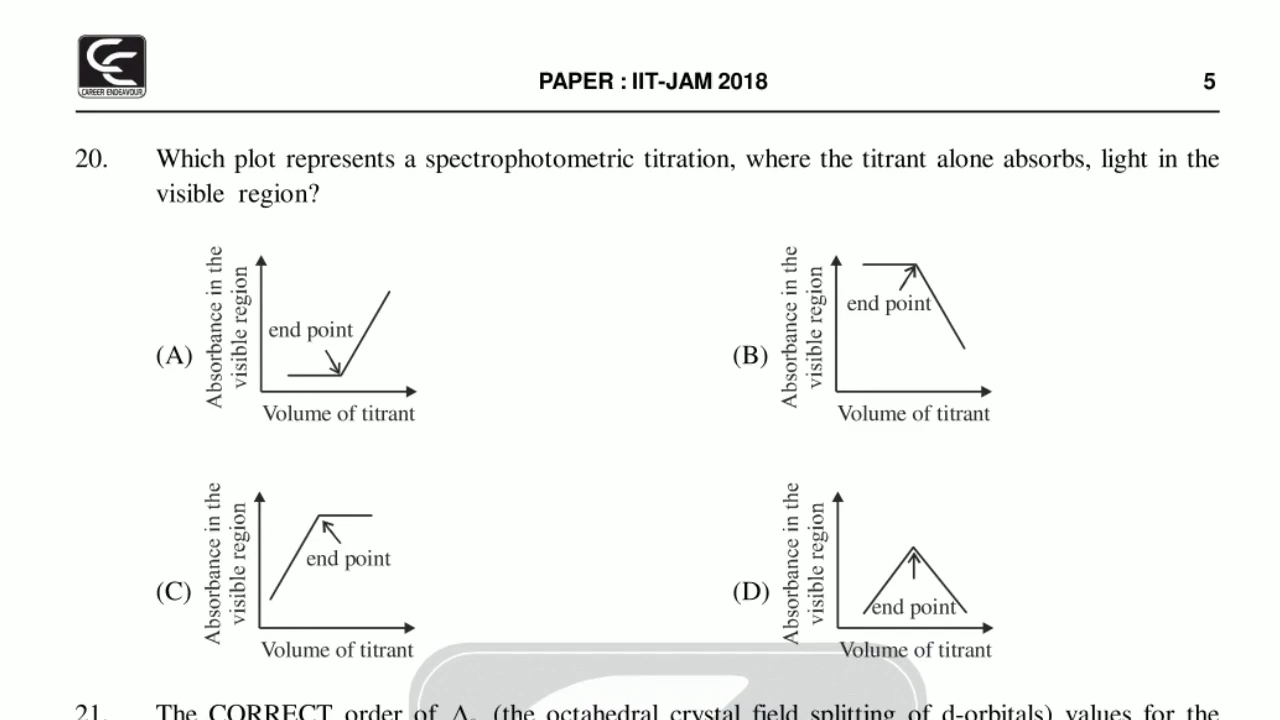 CAREER ENDEAVOUR
PAPER : IIT-JAM 2018
5
20. Which plot represents a spectrophotometric titration, where the titrant alone absorbs, light in the
visible region?
(A)
Absorbance in the
visible region
end point
Volume of titrant
(B)
Absorbance in the
visible region
end point
Volume of titrant
(C)
Absorbance in the
visible region
end point
Volume of titrant
(D)
Absorbance in the
visible region
end point
Volume of titrant
21. The CORRECT order of Δₒ (the octahedral crystal field splitting of d-orbitals) values for the